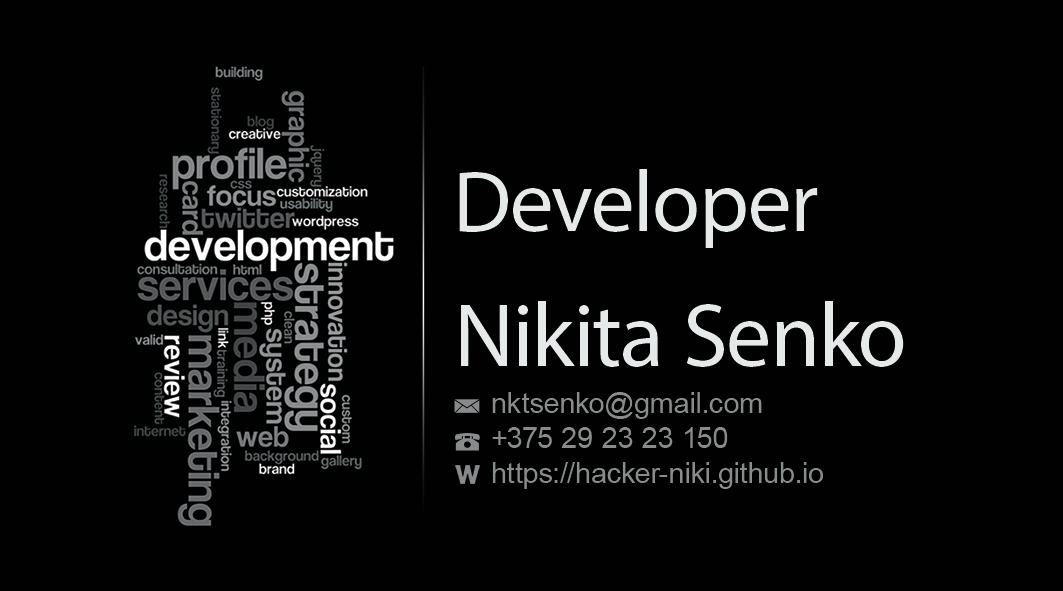 building
stationary
graphic
blog
creative
jquery
profile
research
card
css
focus
customization
usability
twitter
wordpress
development
consultation
html
innovation
services
strategy
media
php
clean
design
system
valid
review
link
training
marketing
content
social
custom
integration
internet
web
background
gallery
brand
Developer
Nikita Senko
nktsenko@gmail.com
+375 29 23 23 150
W https://hacker-niki.github.io